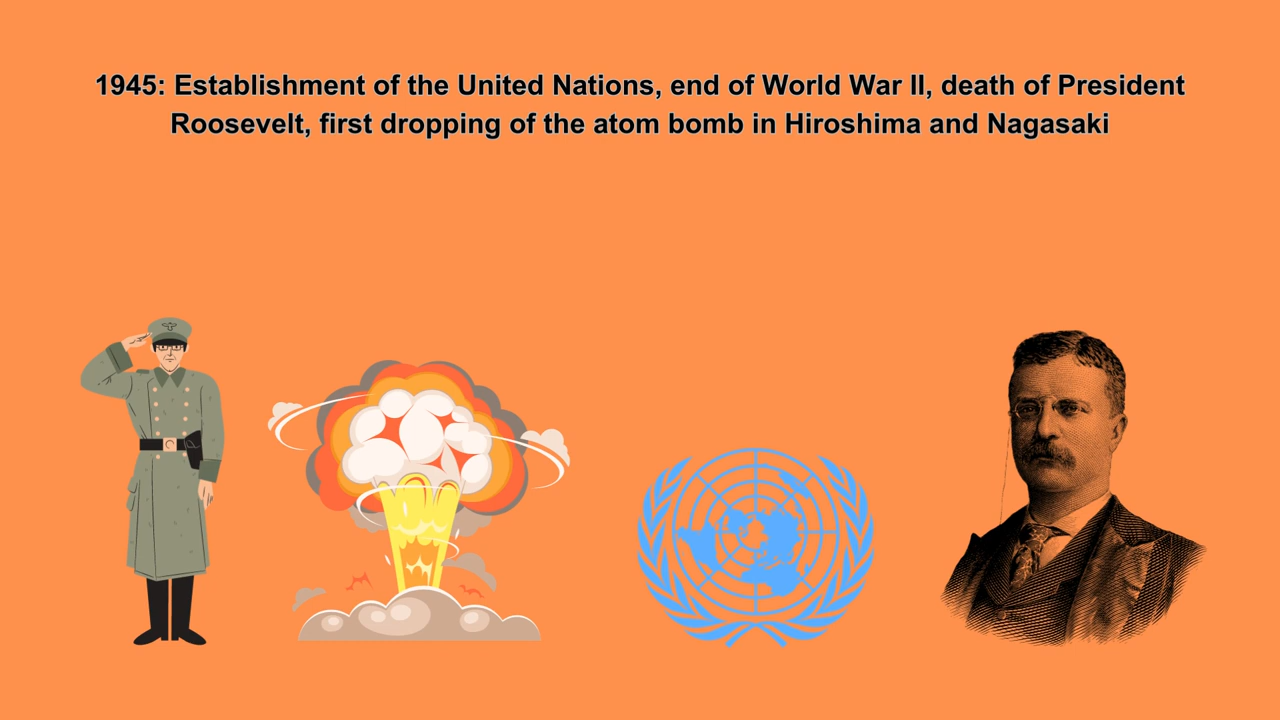 1945: Establishment of the United Nations, end of World War II, death of President
Roosevelt, first dropping of the atom bomb in Hiroshima and Nagasaki